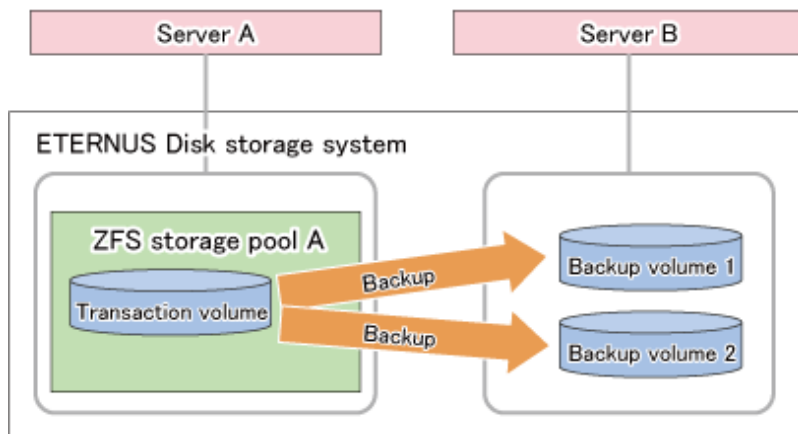 Server A
Server B
ETERNUS Disk storage system
ZFS storage pool A
Transaction volume
Backup
Backup
Backup volume 1
Backup volume 2